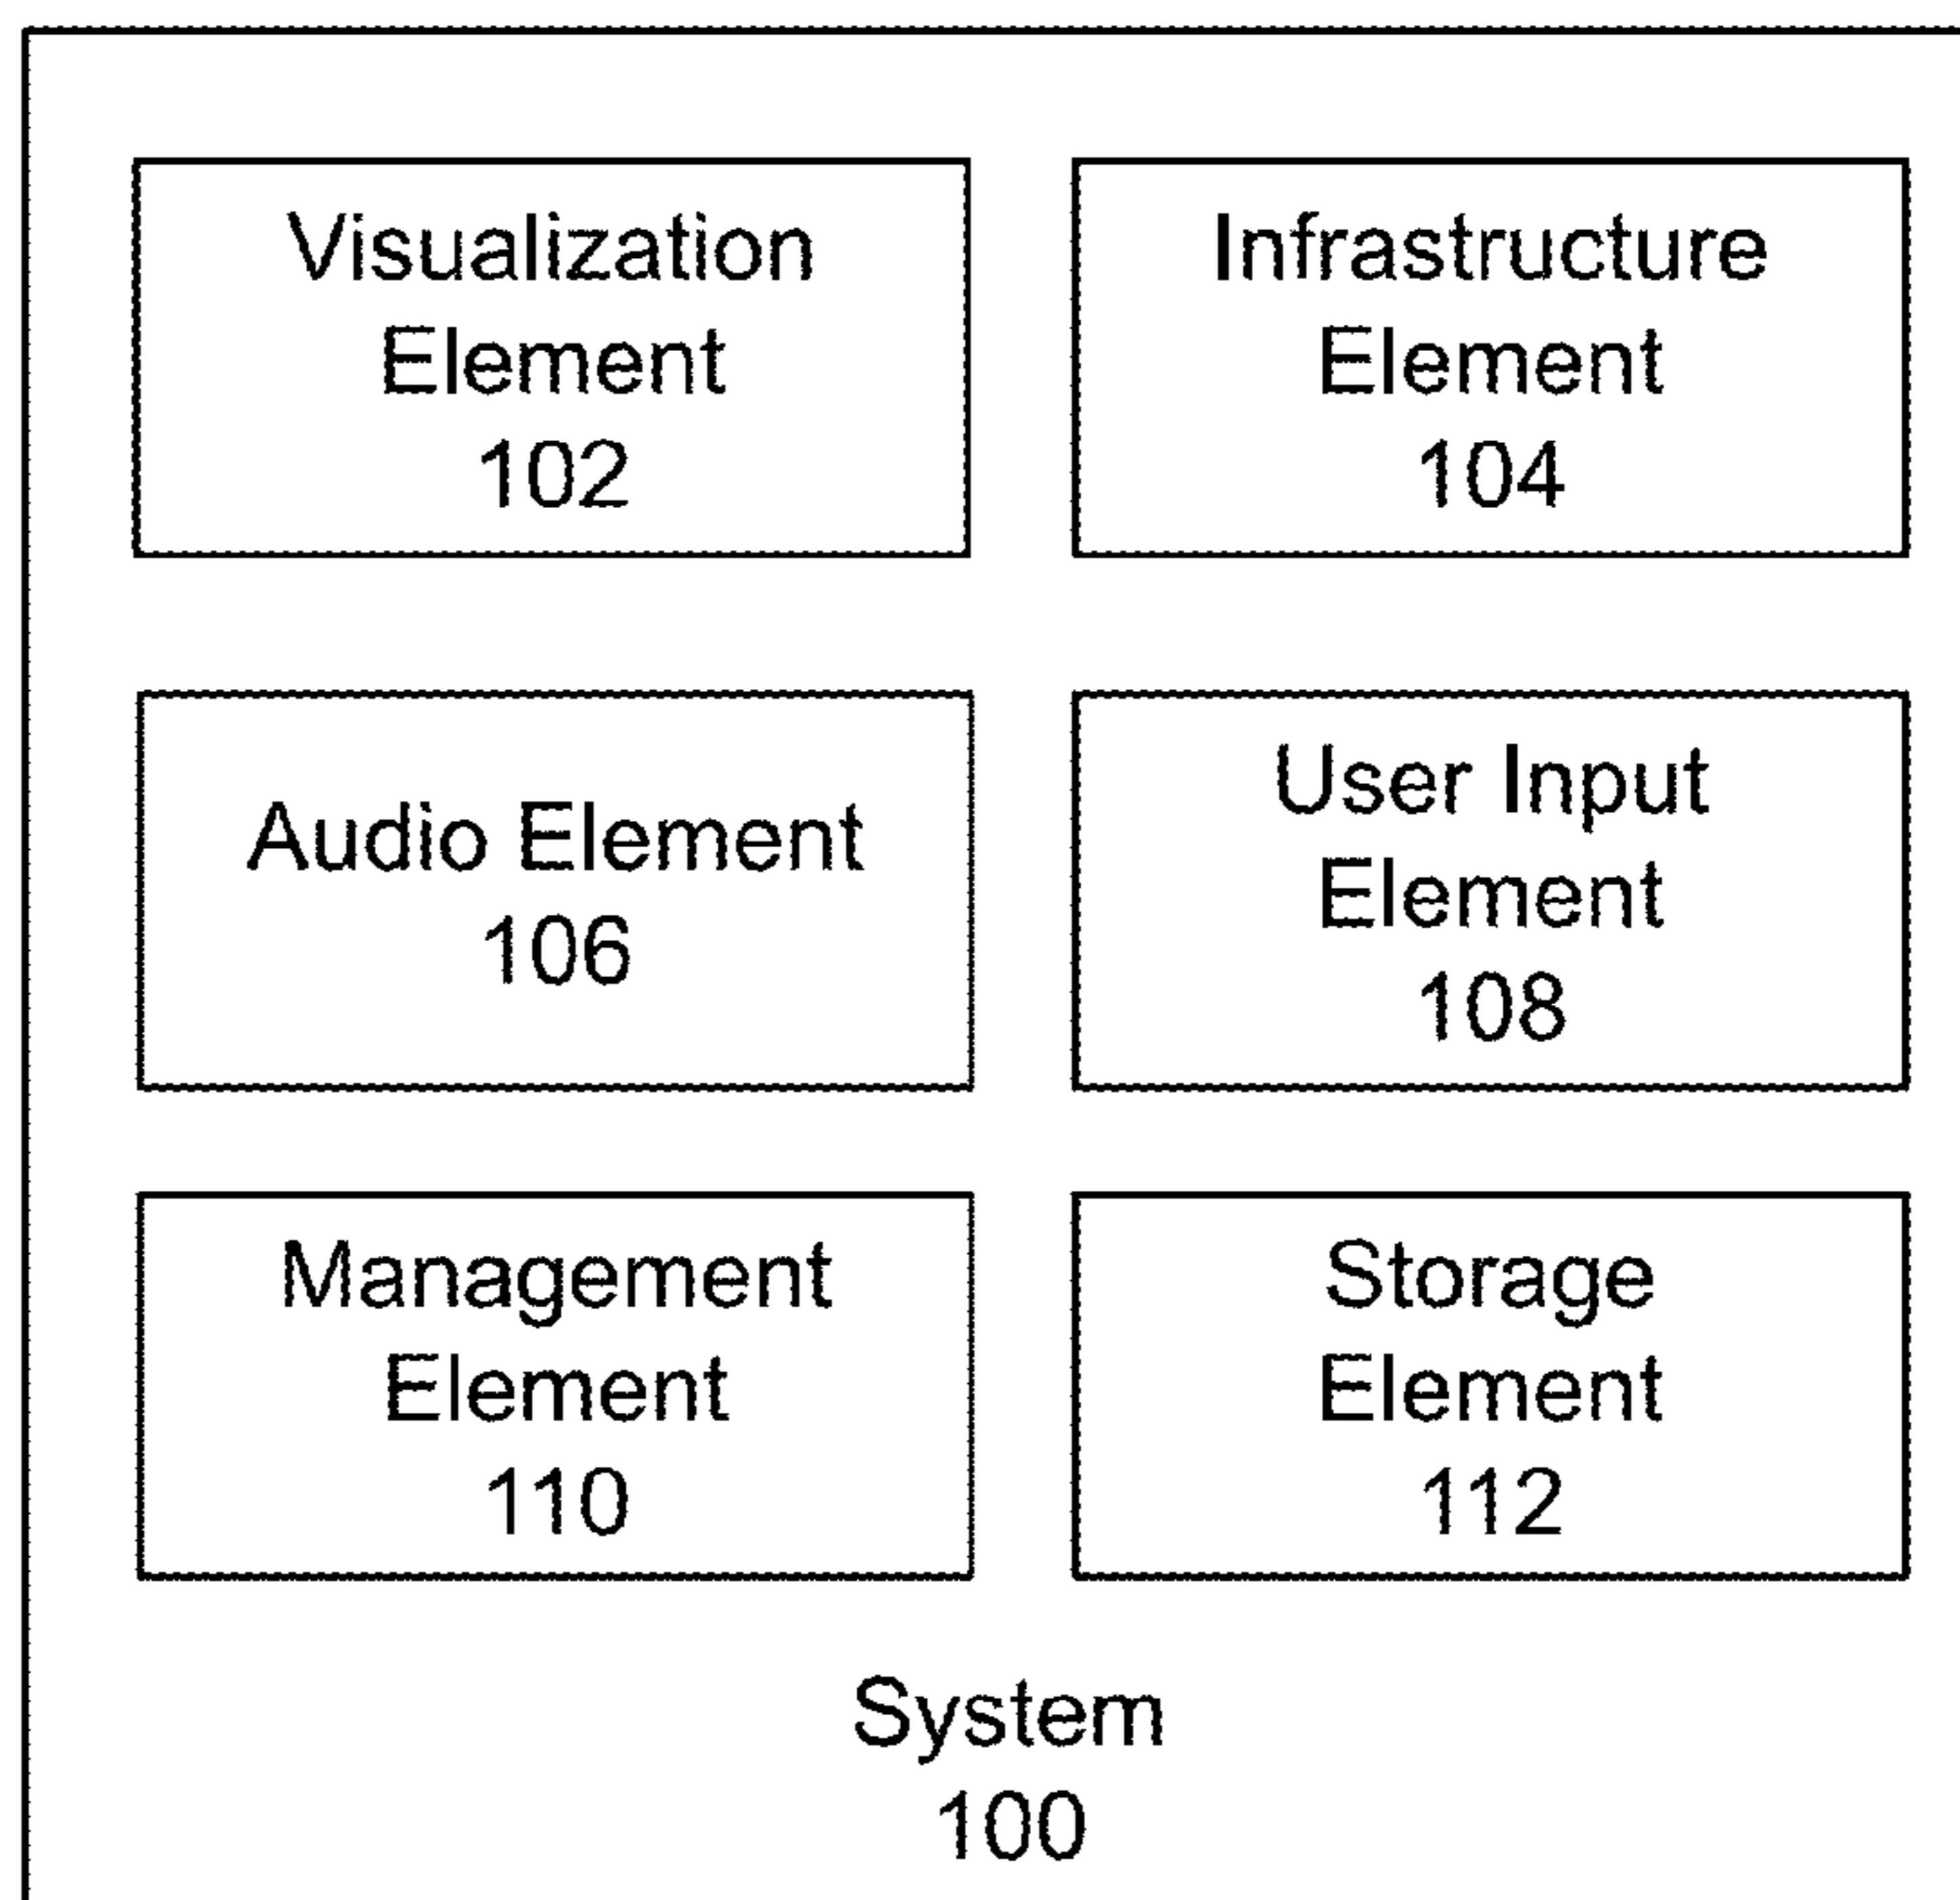 Visualization
Element
102
Infrastructure
Element
104
Audio Element
106
User Input
Element
108
Management
Element
110
Storage
Element
112
System
100